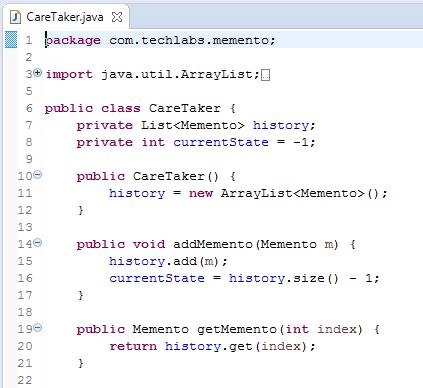 CareTaker.java
1 package com.techlabs.memento;
2
3 import java.util.ArrayList;
5
6 public class CareTaker {
7     private List<Memento> history;
8     private int currentState = -1;
9
10     public CareTaker() {
11         history = new ArrayList<Memento>();
12     }
13
14     public void addMemento(Memento m) {
15         history.add(m);
16         currentState = history.size() - 1;
17     }
18
19     public Memento getMemento(int index) {
20         return history.get(index);
21     }
22